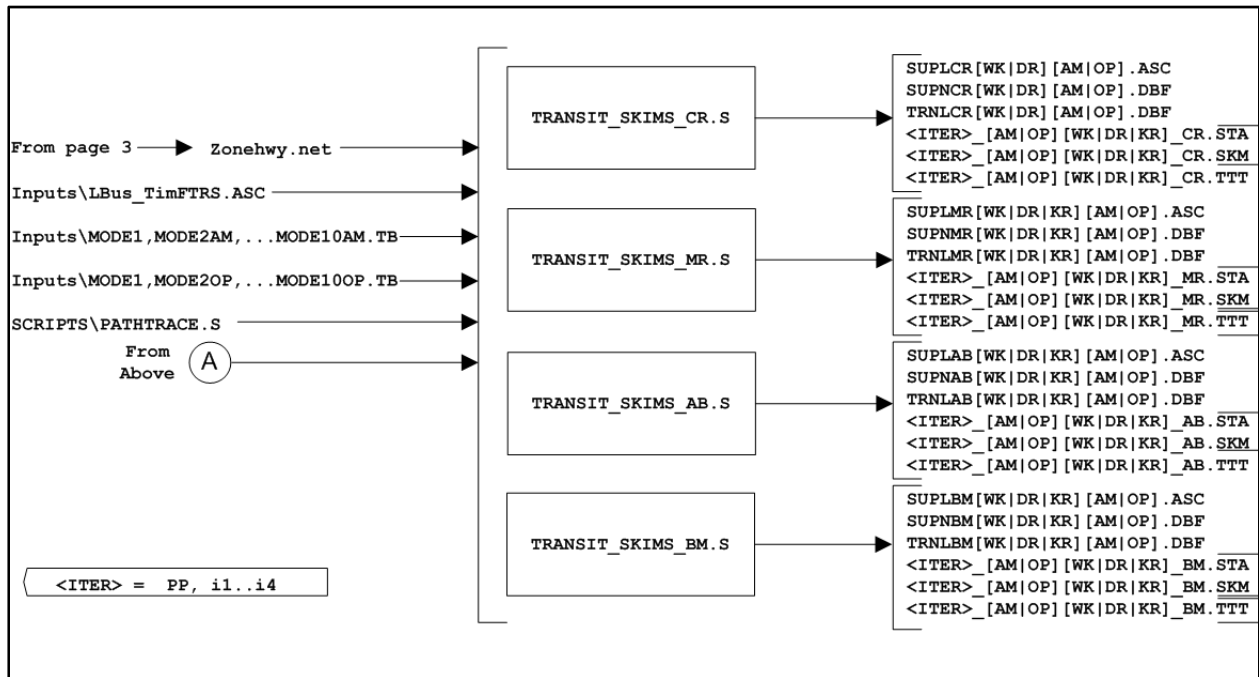 From page 3
Zonehwy.net
Inputs\LBus_TimFTRS.ASC
Inputs\MODE1,MODE2AM,...MODE10AM.TB
Inputs\MODE1,MODE2OP,...MODE10OP.TB
SCRIPTS\PATHTRACE.S
From
Above
A
<ITER> = PP, i1..i4
TRANSIT_SKIMS_CR.S
SUPLCR[WK|DR][AM|OP].ASC
SUPNCR[WK|DR][AM|OP].DBF
TRNLCR[WK|DR][AM|OP].DBF
<ITER>_[AM|OP][WK|DR|KR]_CR.STA
<ITER>_[AM|OP][WK|DR|KR]_CR.SKM
<ITER>_[AM|OP][WK|DR|KR]_CR.TTT
TRANSIT_SKIMS_MR.S
SUPLMR[WK|DR|KR][AM|OP].ASC
SUPNMR[WK|DR|KR][AM|OP].DBF
TRNLMR[WK|DR|KR][AM|OP].DBF
<ITER>_[AM|OP][WK|DR|KR]_MR.STA
<ITER>_[AM|OP][WK|DR|KR]_MR.SKM
<ITER>_[AM|OP][WK|DR|KR]_MR.TTT
TRANSIT_SKIMS_AB.S
SUPLAB[WK|DR|KR][AM|OP].ASC
SUPNAB[WK|DR|KR][AM|OP].DBF
TRNLAB[WK|DR|KR][AM|OP].DBF
<ITER>_[AM|OP][WK|DR|KR]_AB.STA
<ITER>_[AM|OP][WK|DR|KR]_AB.SKM
<ITER>_[AM|OP][WK|DR|KR]_AB.TTT
TRANSIT_SKIMS_BM.S
SUPLBM[WK|DR|KR][AM|OP].ASC
SUPNBM[WK|DR|KR][AM|OP].DBF
TRNLBM[WK|DR|KR][AM|OP].DBF
<ITER>_[AM|OP][WK|DR|KR]_BM.STA
<ITER>_[AM|OP][WK|DR|KR]_BM.SKM
<ITER>_[AM|OP][WK|DR|KR]_BM.TTT